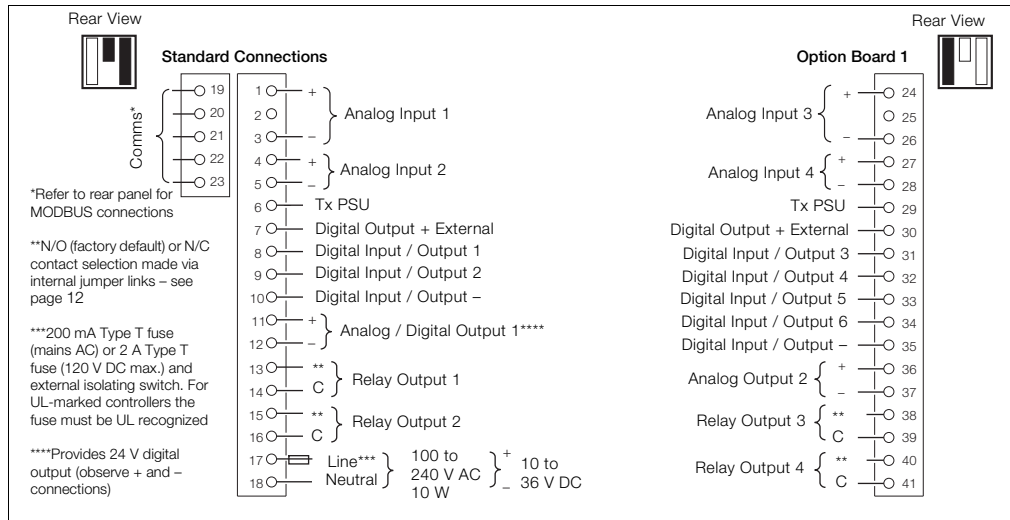 Rear View
Standard Connections
19
20
21
22
23
Comms*
*Refer to rear panel for
MODBUS connections
**N/O (factory default) or N/C
contact selection made via
internal jumper links – see
page 12
***200 mA Type T fuse
(mains AC) or 2 A Type T
fuse (120 V DC max.) and
external isolating switch. For
UL-marked controllers the
fuse must be UL recognized
****Provides 24 V digital
output (observe + and –
connections)
1 +
2 Analog Input 1
3 –
4 + Analog Input 2
5 –
6 Tx PSU
7 Digital Output + External
8 Digital Input / Output 1
9 Digital Input / Output 2
10 Digital Input / Output –
11 + Analog / Digital Output 1****
12 –
13 ** Relay Output 1
14 C
15 ** Relay Output 2
16 C
17 Line*** 100 to + 10 to
18 Neutral 240 V AC – 36 V DC
10 W
Rear View
Option Board 1
+ 24
Analog Input 3 25
– 26
Analog Input 4 + 27
– 28
Tx PSU 29
Digital Output + External 30
Digital Input / Output 3 31
Digital Input / Output 4 32
Digital Input / Output 5 33
Digital Input / Output 6 34
Digital Input / Output – 35
Analog Output 2 + 36
– 37
Relay Output 3 ** 38
C 39
Relay Output 4 ** 40
C 41